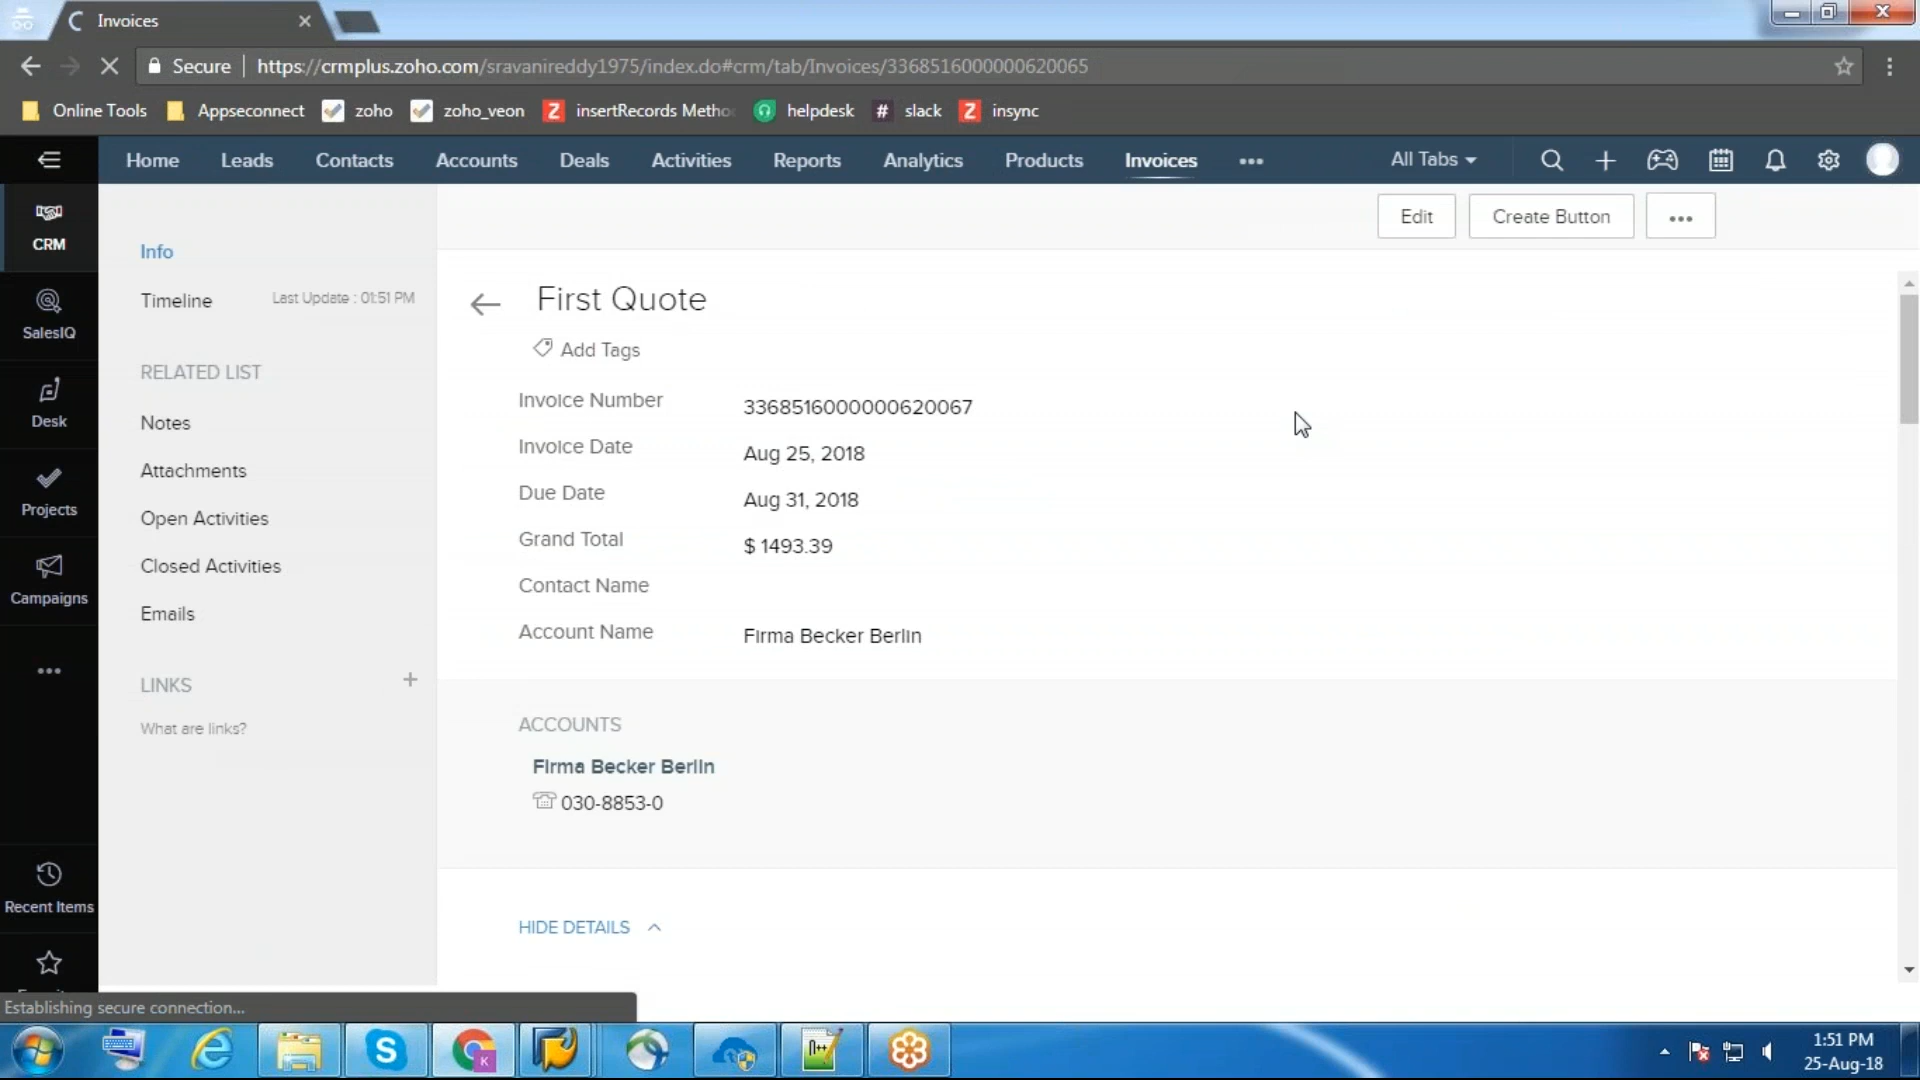 Invoices
Secure
https://crmplus.zoho.com/sravanireddy1975/index.do#crm/tab/Invoices/3368516000000620065
Online Tools Appseconnect zoho zoho_veon insertRecords Metho helpdesk slack insync
Home Leads Contacts Accounts Deals Activities Reports Analytics Products Invoices ••• All Tabs
CRM
SalesIQ
Desk
Projects
Campaigns
Recent Items
Info
Timeline Last Update : 01:51 PM
RELATED LIST
Notes
Attachments
Open Activities
Closed Activities
Emails
LINKS +
What are links?
Edit Create Button •••
First Quote
Add Tags
Invoice Number 3368516000000620067
Invoice Date Aug 25, 2018
Due Date Aug 31, 2018
Grand Total $ 1493.39
Contact Name
Account Name Firma Becker Berlin
ACCOUNTS
Firma Becker Berlin
030-8853-0
HIDE DETAILS
Establishing secure connection...
1:51 PM
25-Aug-18